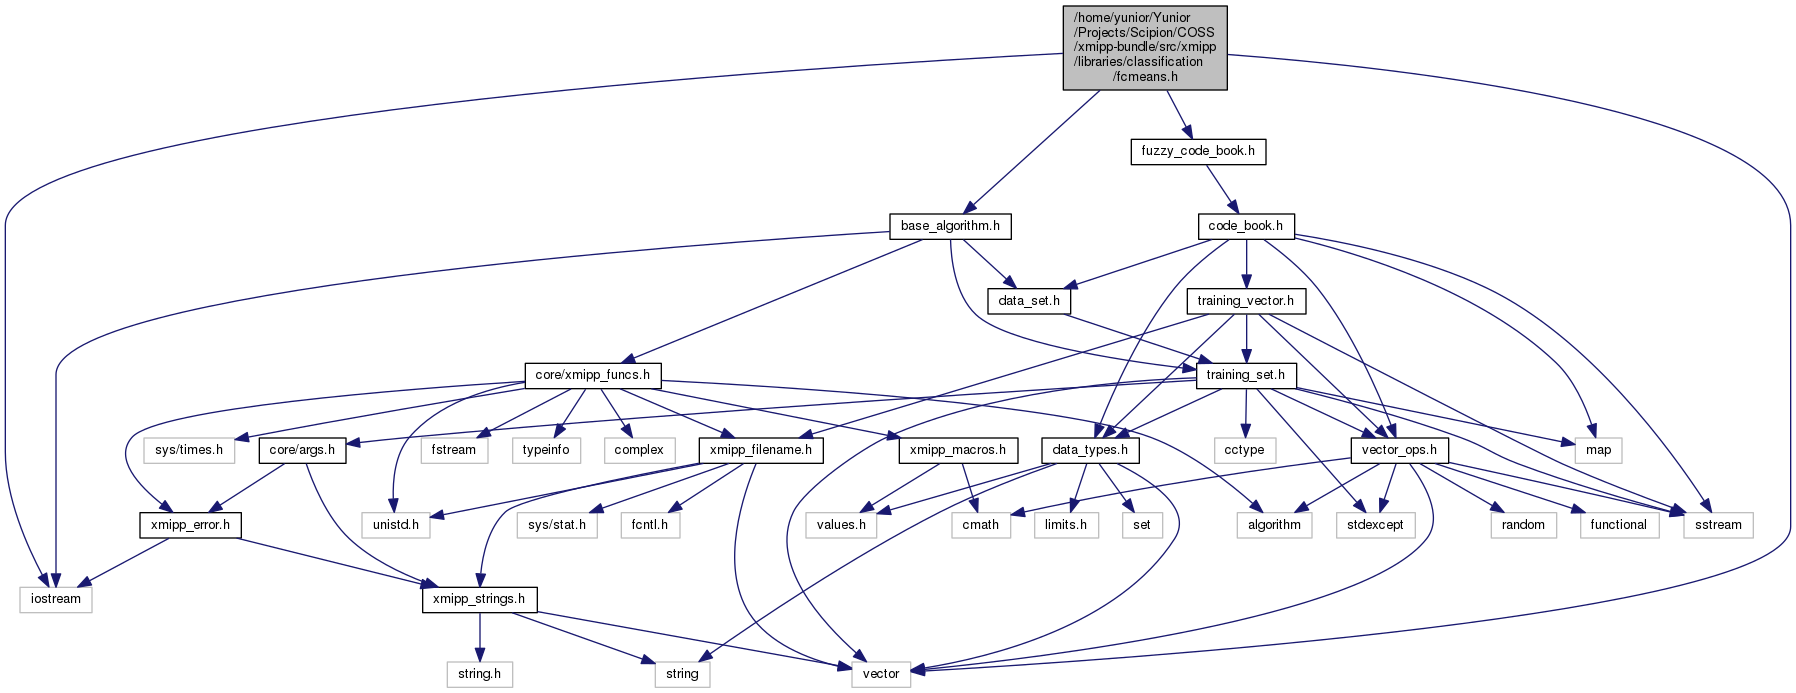 /home/yunior/Yunior
/Projects/Scipion/COSS
/xmipp-bundle/src/xmipp
/libraries/classification
/fcmeans.h
fuzzy_code_book.h
base_algorithm.h
code_book.h
data_set.h
training_vector.h
core/xmipp_funcs.h
training_set.h
sys/times.h
core/args.h
fstream
typeinfo
complex
xmipp_filename.h
xmipp_macros.h
data_types.h
cctype
vector_ops.h
map
xmipp_error.h
unistd.h
sys/stat.h
fcntl.h
values.h
cmath
limits.h
set
algorithm
stdexcept
random
functional
sstream
iostream
xmipp_strings.h
string.h
string
vector